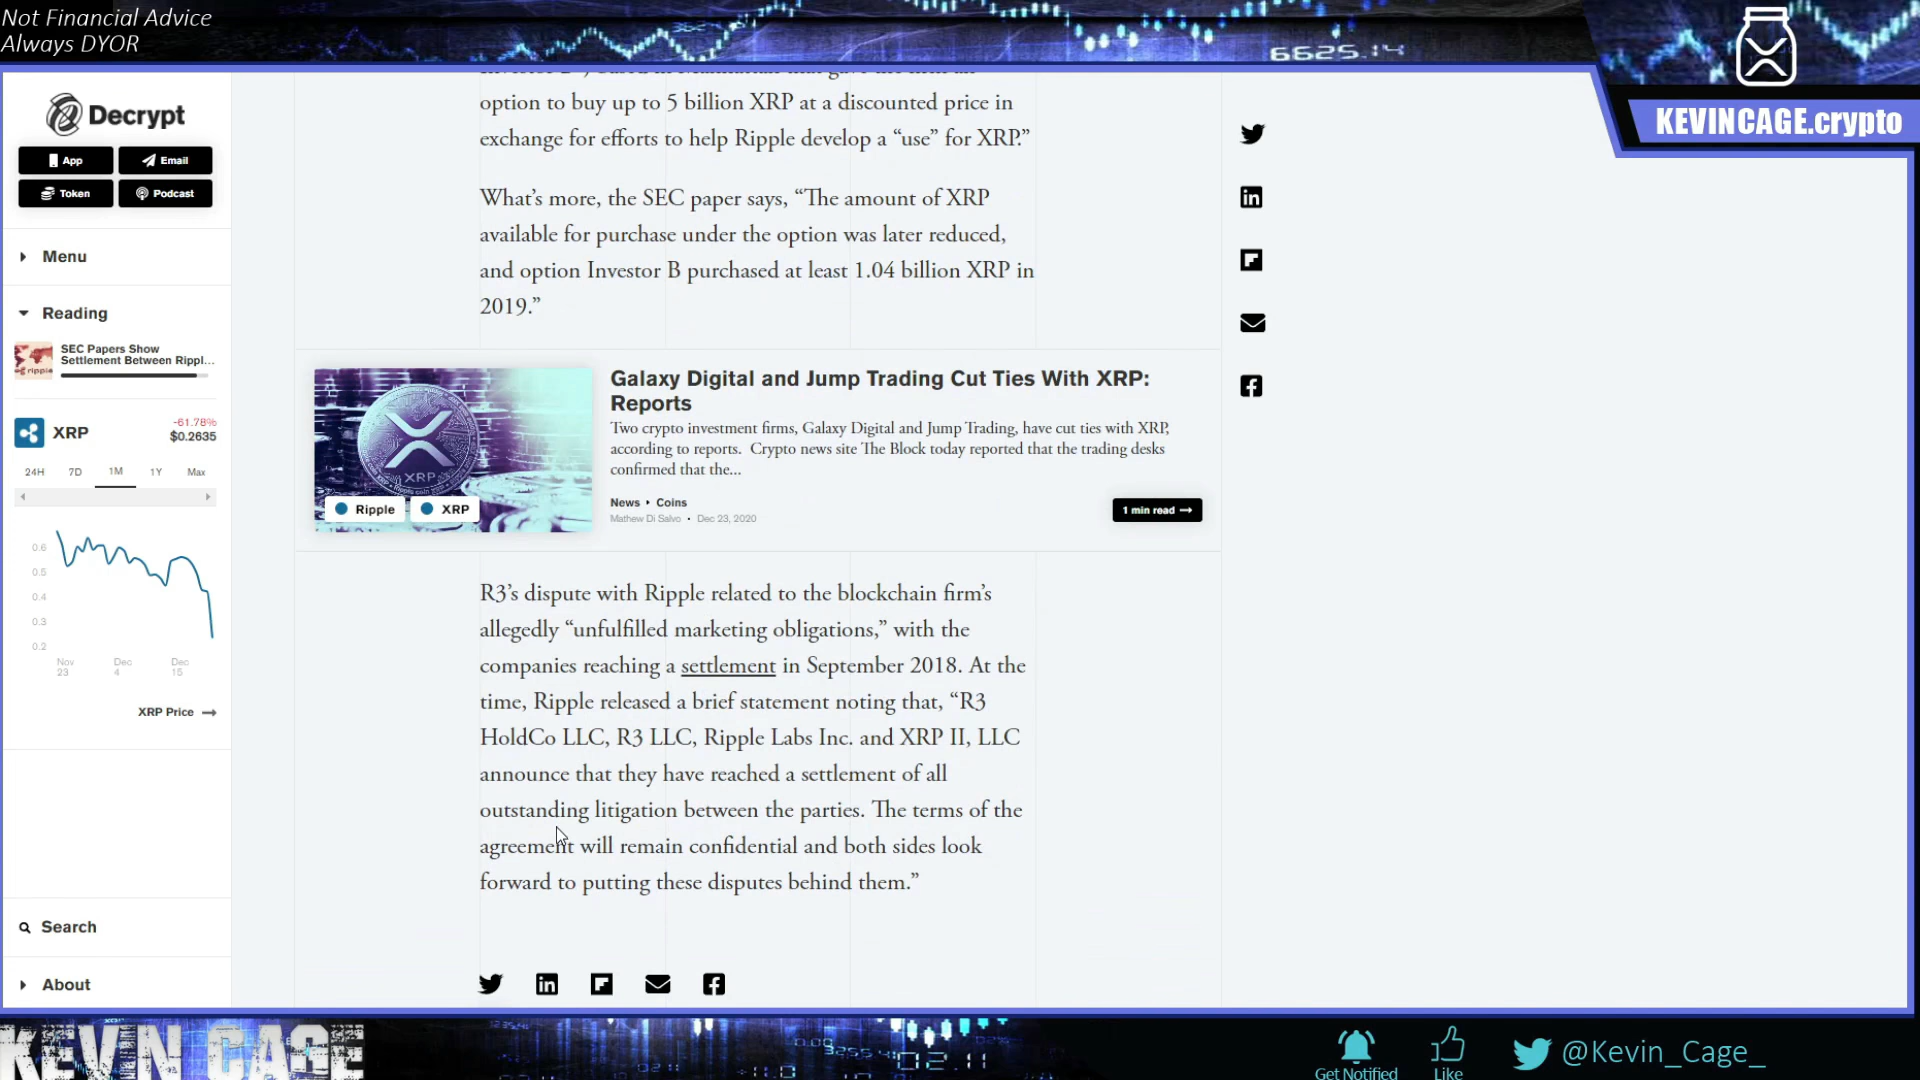 Not Financial Advice
Always DYOR
6625.14
KEVINCAGE.crypto
Decrypt
App
Email
Token
Podcast
Menu
Reading
SEC Papers Show
Settlement Between Rippl...
XRP
-61.78%
$0.2635
24H 7D 1M 1Y Max
0.6
0.5
0.4
0.3
0.2
Nov 23
Dec 4
Dec 15
XRP Price →
Search
About
option to buy up to 5 billion XRP at a discounted price in
exchange for efforts to help Ripple develop a “use” for XRP.”
What’s more, the SEC paper says, “The amount of XRP
available for purchase under the option was later reduced,
and option Investor B purchased at least 1.04 billion XRP in
2019.”
XRP
Ripple
XRP
Galaxy Digital and Jump Trading Cut Ties With XRP:
Reports
Two crypto investment firms, Galaxy Digital and Jump Trading, have cut ties with XRP,
according to reports. Crypto news site The Block today reported that the trading desks
confirmed that the...
News ‣ Coins
Mathew Di Salvo • Dec 23, 2020
1 min read →
R3’s dispute with Ripple related to the blockchain firm’s
allegedly “unfulfilled marketing obligations,” with the
companies reaching a settlement in September 2018. At the
time, Ripple released a brief statement noting that, “R3
HoldCo LLC, R3 LLC, Ripple Labs Inc. and XRP II, LLC
announce that they have reached a settlement of all
outstanding litigation between the parties. The terms of the
agreement will remain confidential and both sides look
forward to putting these disputes behind them.”
KEVIN CAGE
02.11
Get Notified
Like
@Kevin_Cage_